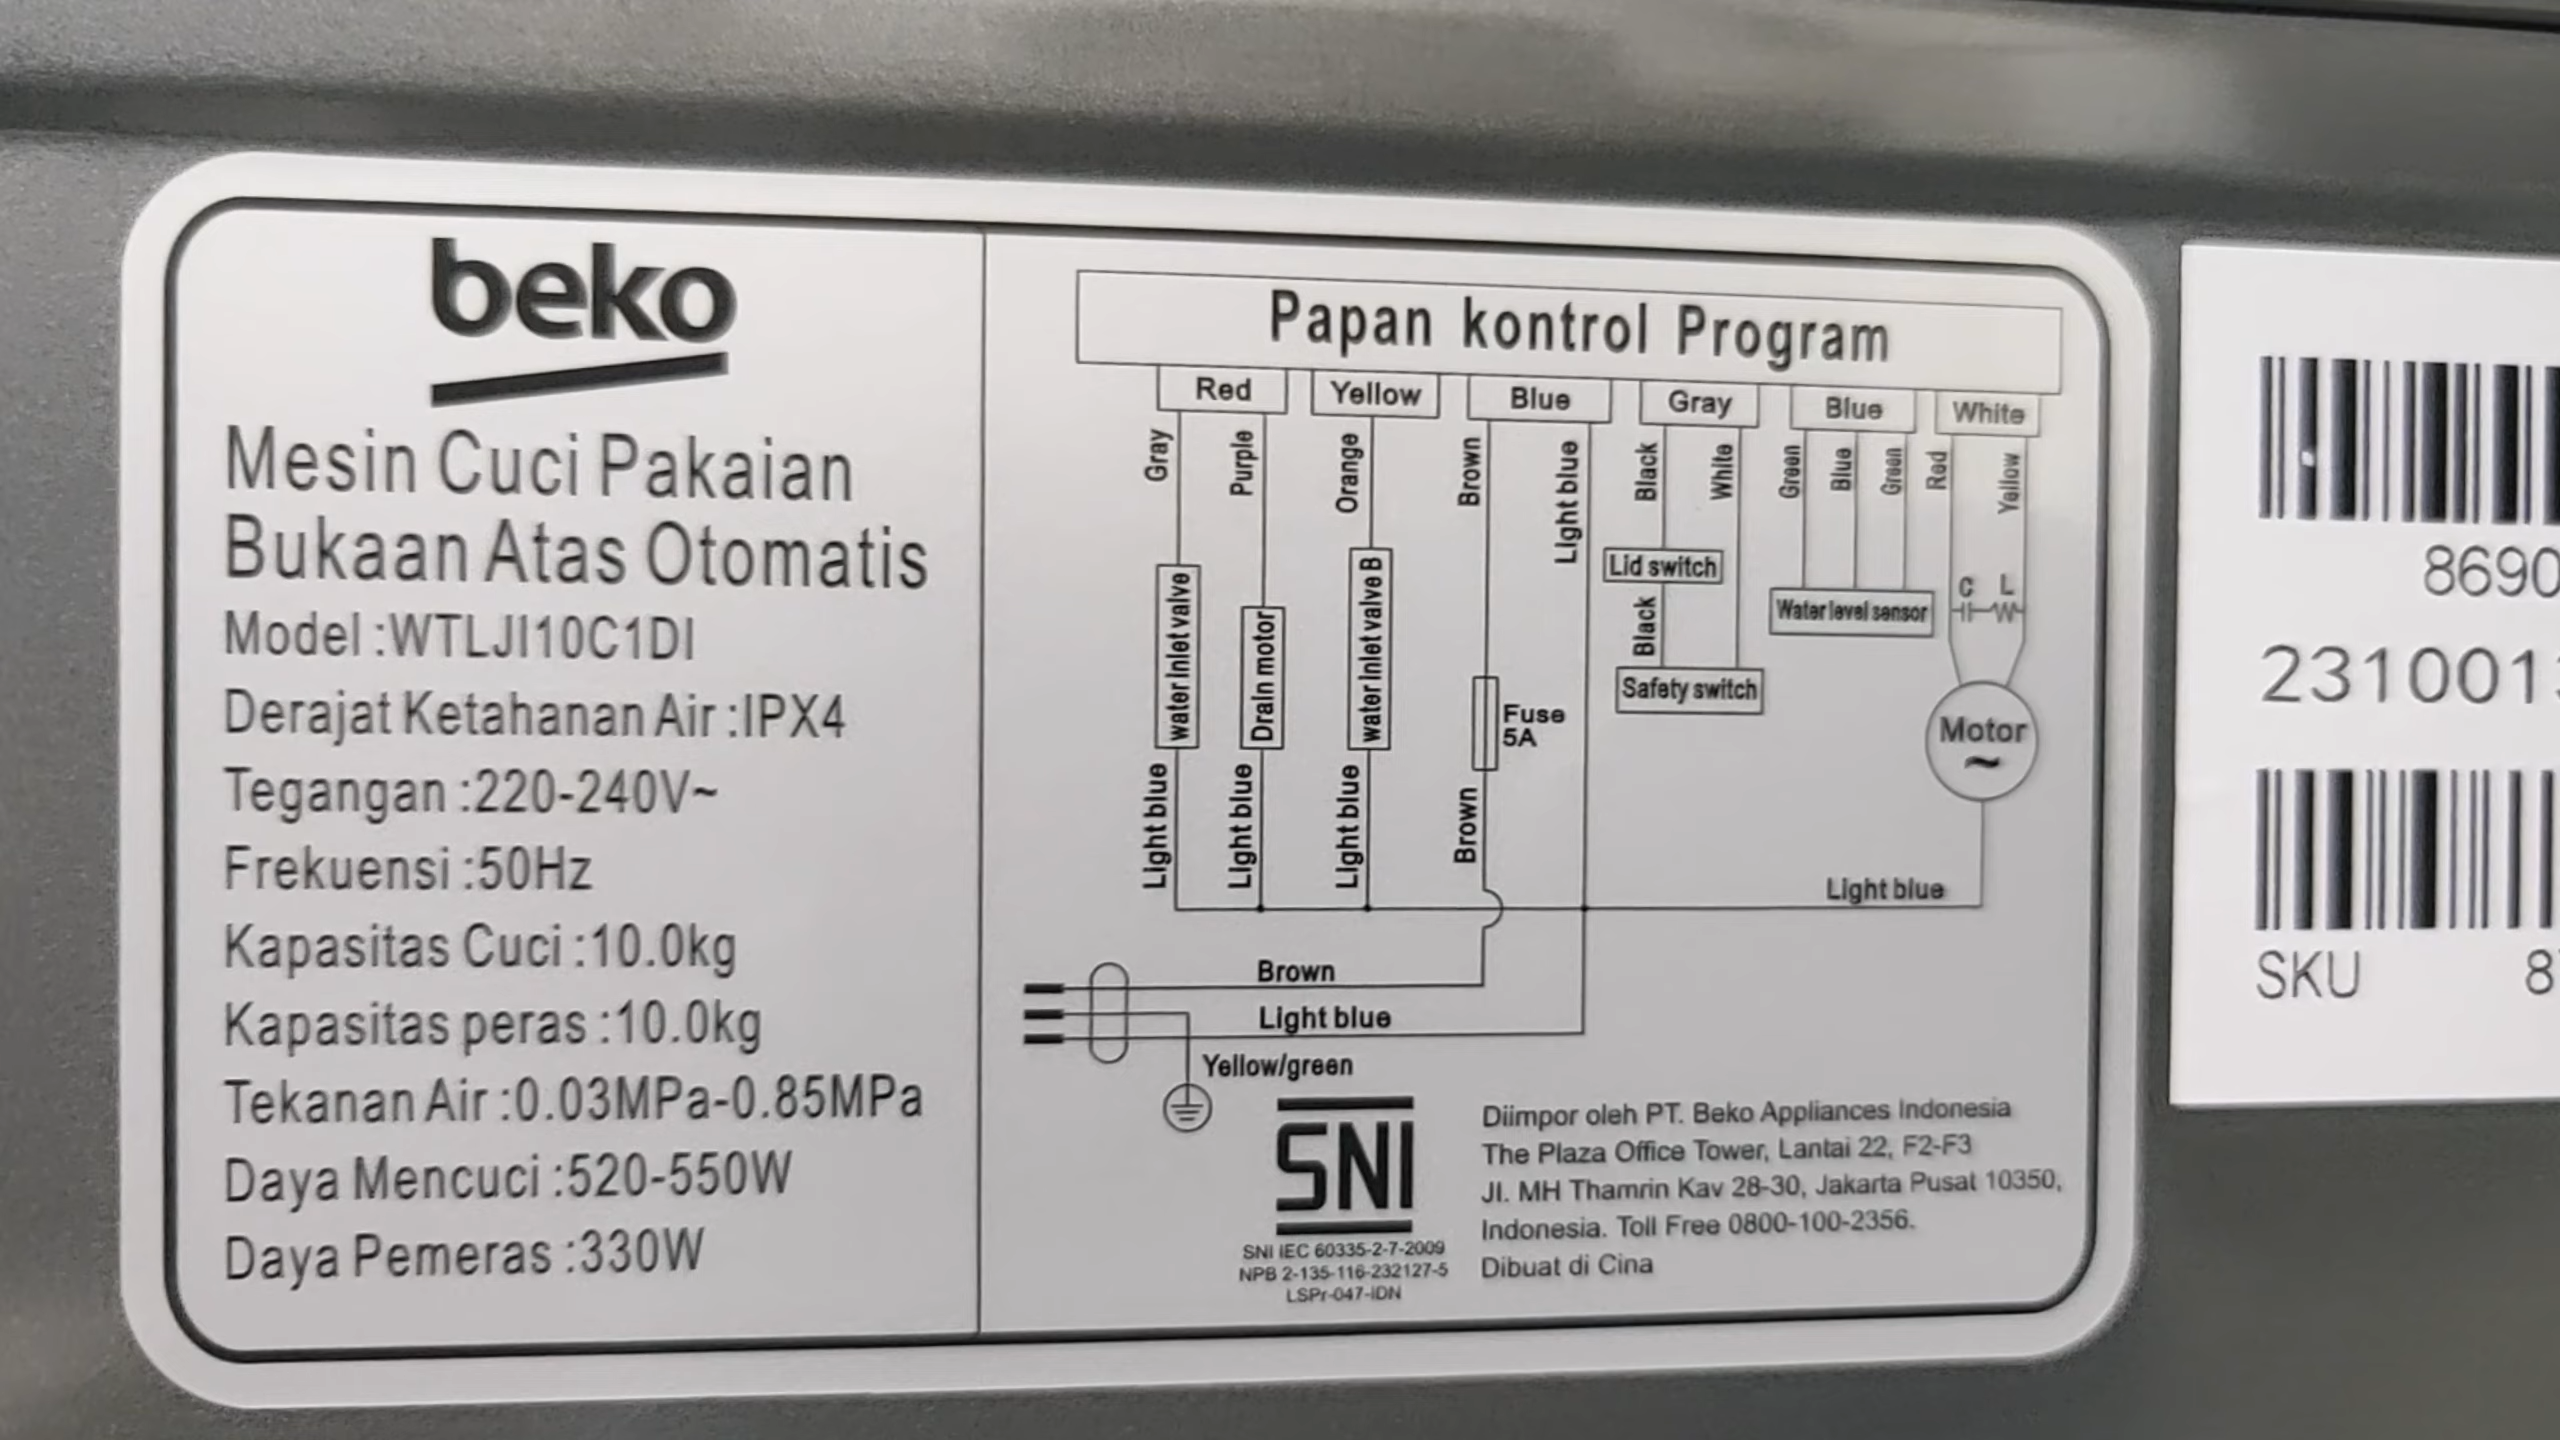 beko
Mesin Cuci Pakaian
Bukaan Atas Otomatis
Model :WTLJI10C1DI
Derajat Ketahanan Air :IPX4
Tegangan :220-240V~
Frekuensi :50Hz
Kapasitas Cuci :10.0kg
Kapasitas peras :10.0kg
Tekanan Air :0.03MPa-0.85MPa
Daya Mencuci :520-550W
Daya Pemeras :330W
Papan kontrol Program
Red Yellow Blue Gray Blue White
Gray Purple Orange Brown Light blue Black White Green Blue Green Red Yellow
Lid switch
C L
Water level sensor
Black
Safety switch
water inlet valve
Drain motor
water inlet valve B
Fuse
5A
Motor
~
Light blue Light blue Light blue Brown
Light blue
Brown
Light blue
Yellow/green
SNI
SNI IEC 60335-2-7-2009
NPB 2-135-116-232127-5
LSPr-047-IDN
Diimpor oleh PT. Beko Appliances Indonesia
The Plaza Office Tower, Lantai 22, F2-F3
Jl. MH Thamrin Kav 28-30, Jakarta Pusat 10350,
Indonesia. Toll Free 0800-100-2356.
Dibuat di Cina
8690
231001
SKU 8